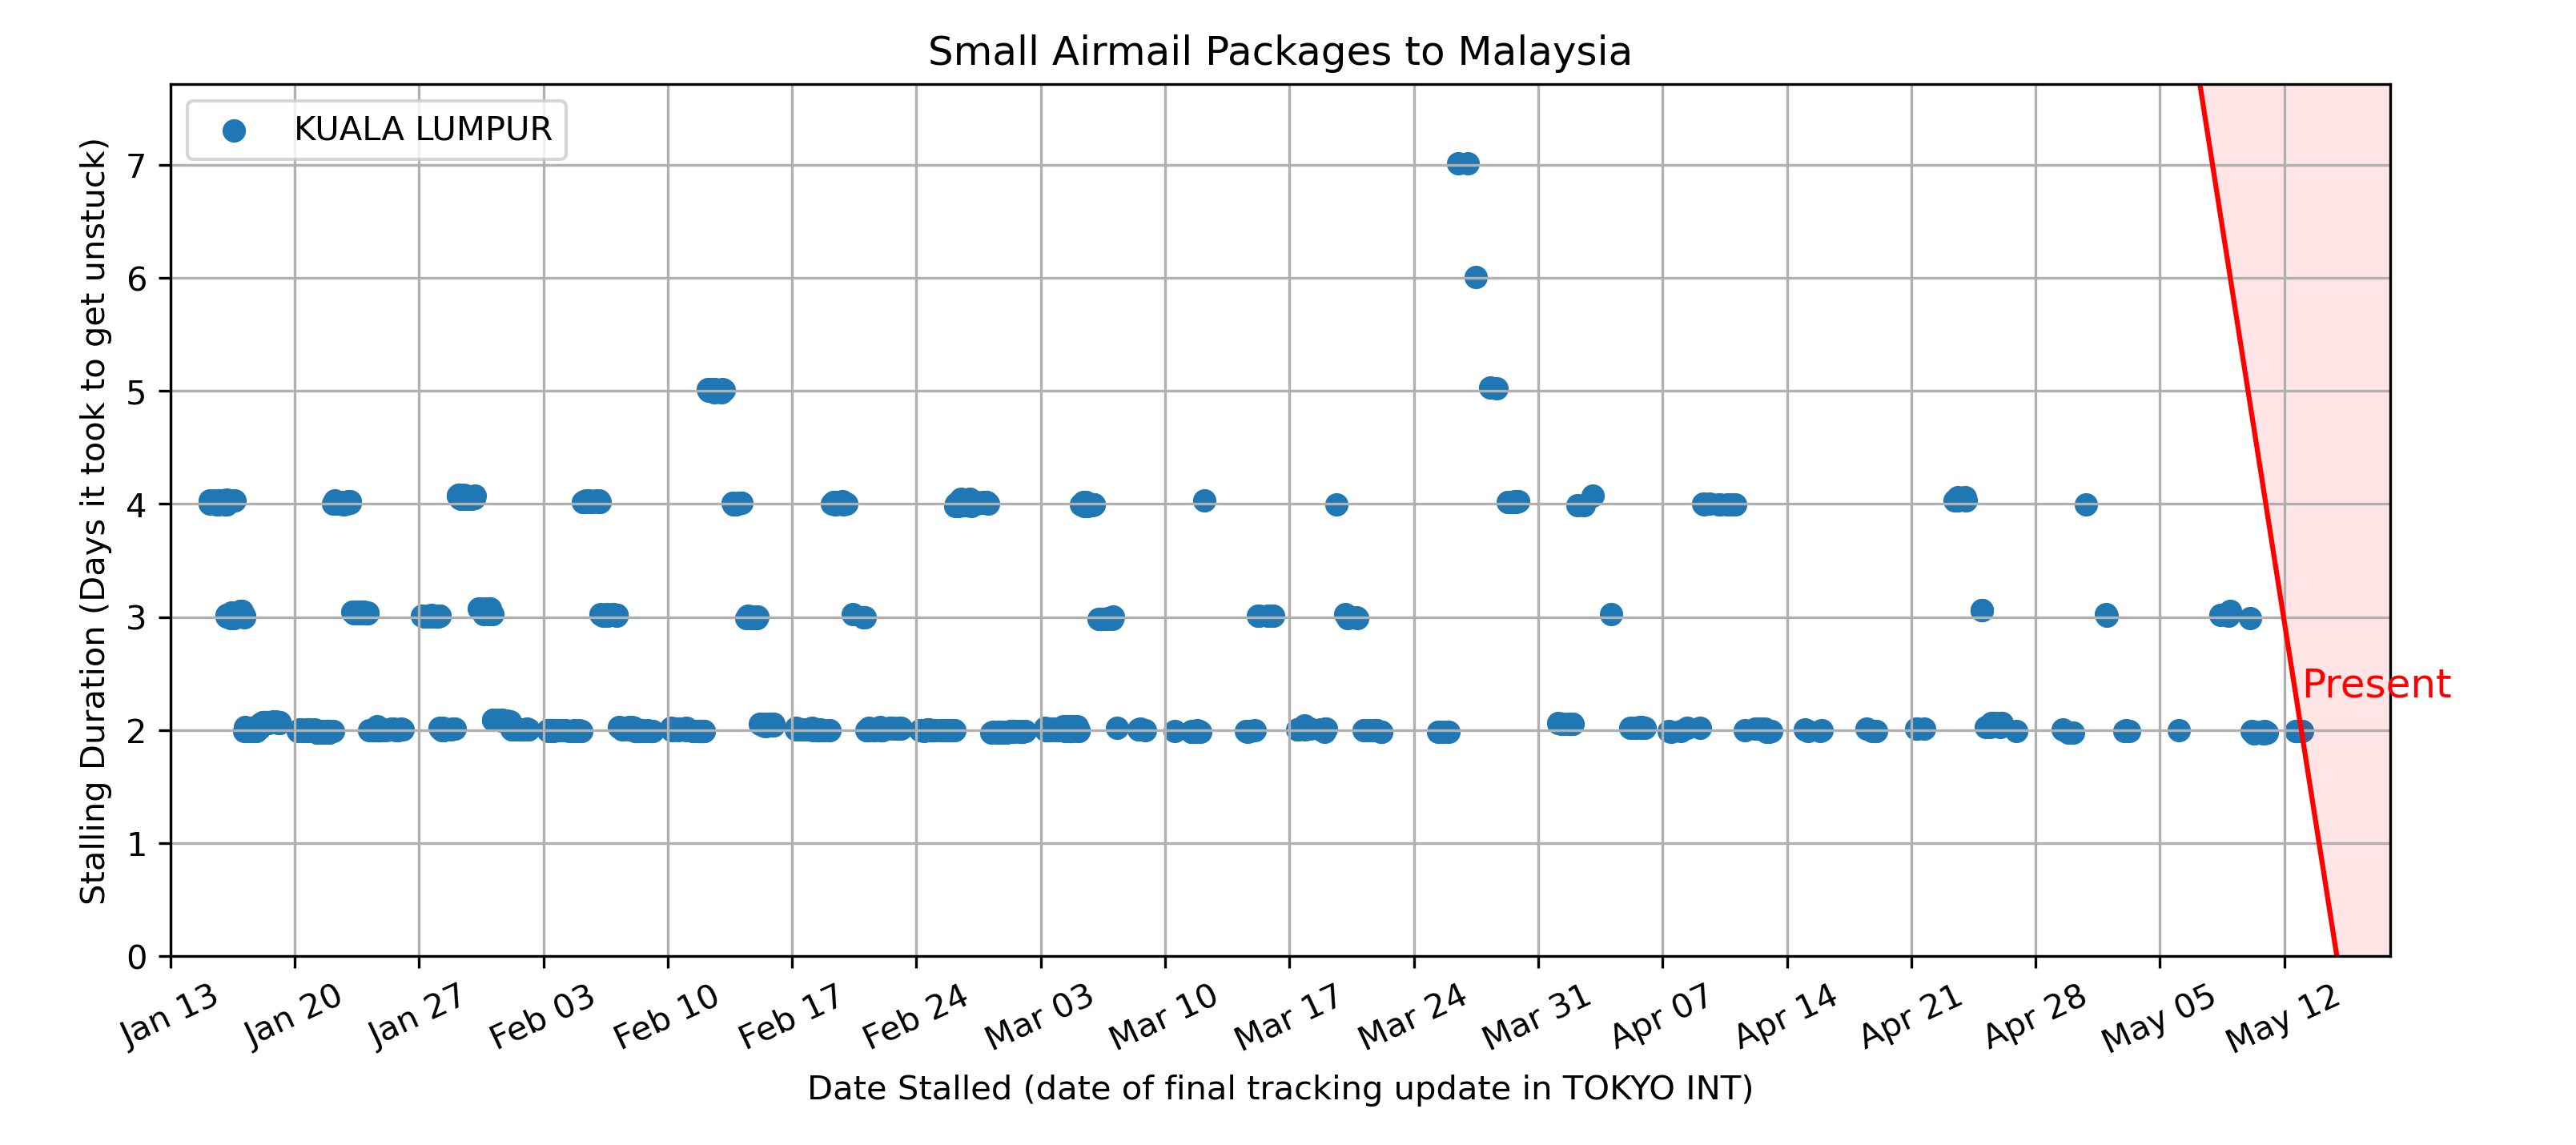 Small Airmail Packages to Malaysia
KUALA LUMPUR
Stalling Duration (Days it took to get unstuck)
7
6
5
4
3
2
1
0
Present
Jan 13
Jan 20
Jan 27
Feb 03
Feb 10
Feb 17
Feb 24
Mar 03
Mar 10
Mar 17
Mar 24
Mar 31
Apr 07
Apr 14
Apr 21
Apr 28
May 05
May 12
Date Stalled (date of final tracking update in TOKYO INT)